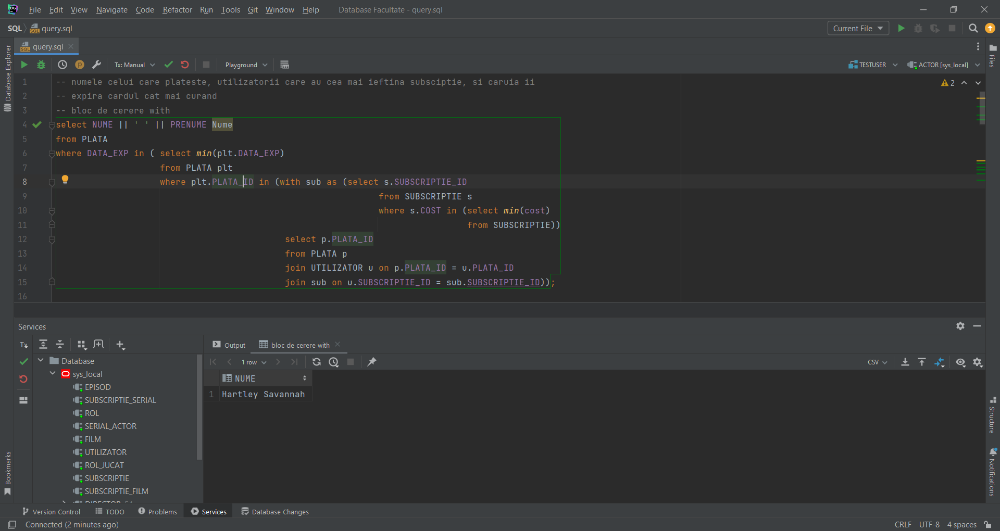 File Edit View Navigate Code Refactor Run Tools Git Window Help Database Facultate - query.sql
SQL query.sql Current File
query.sql
Tx: Manual Playground TESTUSER ACTOR [sys_local]
1 -- numele celui care plateste, utilizatorii care au cea mai ieftina subsciptie, si caruia ii 2
2 -- expira cardul cat mai curand
3 -- bloc de cerere with
4 select NUME || ' ' || PRENUME Nume
5 from PLATA
6 where DATA_EXP in ( select min(plt.DATA_EXP)
7 from PLATA plt
8 where plt.PLATA_ID in (with sub as (select s.SUBSCRIPTIE_ID
9 from SUBSCRIPTIE s
10 where s.COST in (select min(cost)
11 from SUBSCRIPTIE))
12 select p.PLATA_ID
13 from PLATA p
14 join UTILIZATOR u on p.PLATA_ID = u.PLATA_ID
15 join sub on u.SUBSCRIPTIE_ID = sub.SUBSCRIPTIE_ID));
16
Database Explorer
Bookmarks
Files
Structure
Notifications
Services
Tx
Database
sys_local
EPISOD
SUBSCRIPTIE_SERIAL
ROL
SERIAL_ACTOR
FILM
UTILIZATOR
ROL_JUCAT
SUBSCRIPTIE
SUBSCRIPTIE_FILM
Output bloc de cerere with
1 row CSV
NUME
1 Hartley Savannah
Version Control TODO Problems Services Database Changes
Connected (2 minutes ago) CRLF UTF-8 4 spaces